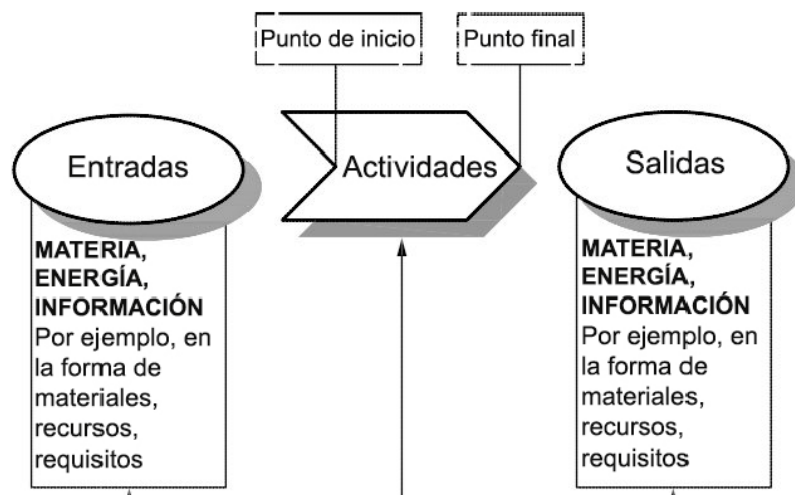 Punto de inicio
Punto final
Entradas
Actividades
Salidas
MATERIA,
ENERGÍA,
INFORMACIÓN
Por ejemplo, en
la forma de
materiales,
recursos,
requisitos
MATERIA,
ENERGÍA,
INFORMACIÓN
Por ejemplo, en
la forma de
materiales,
recursos,
requisitos